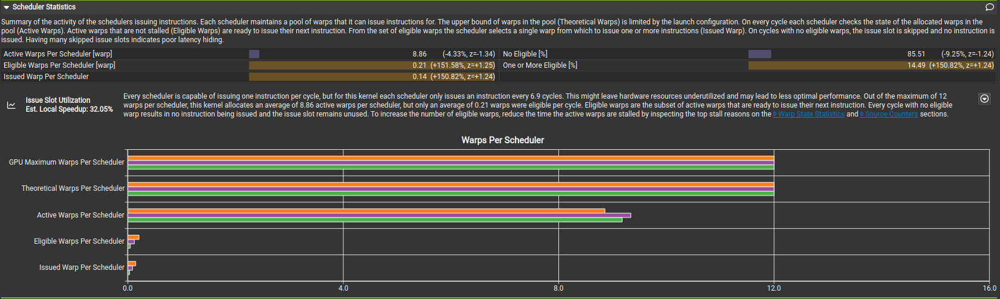 Scheduler Statistics
Summary of the activity of the schedulers issuing instructions. Each scheduler maintains a pool of warps that it can issue instructions for. The upper bound of warps in the pool (Theoretical Warps) is limited by the launch configuration. On every cycle each scheduler checks the state of the allocated warps in the
pool (Active Warps). Active warps that are not stalled (Eligible Warps) are ready to issue their next instruction. From the set of eligible warps the scheduler selects a single warp from which to issue one or more instructions (Issued Warp). On cycles with no eligible warps, the issue slot is skipped and no instruction is
issued. Having many skipped issue slots indicates poor latency hiding.
Active Warps Per Scheduler [warp] 8.86 (-4.33%, z=-1.34) No Eligible [%] 85.51 (-9.25%, z=-1.24)
Eligible Warps Per Scheduler [warp] 0.21 (+151.58%, z=+1.25) One or More Eligible [%] 14.49 (+150.82%, z=+1.24)
Issued Warp Per Scheduler 0.14 (+150.82%, z=+1.24)
Issue Slot Utilization
Est. Local Speedup: 32.05%
Every scheduler is capable of issuing one instruction per cycle, but for this kernel each scheduler only issues an instruction every 6.9 cycles. This might leave hardware resources underutilized and may lead to less optimal performance. Out of the maximum of 12
warps per scheduler, this kernel allocates an average of 8.86 active warps per scheduler, but only an average of 0.21 warps were eligible per cycle. Eligible warps are the subset of active warps that are ready to issue their next instruction. Every cycle with no eligible
warp results in no instruction being issued and the issue slot remains unused. To increase the number of eligible warps, reduce the time the active warps are stalled by inspecting the top stall reasons on the Warp State Statistics and Source Counters sections.
Warps Per Scheduler
GPU Maximum Warps Per Scheduler
Theoretical Warps Per Scheduler
Active Warps Per Scheduler
Eligible Warps Per Scheduler
Issued Warp Per Scheduler
0.0 4.0 8.0 12.0 16.0